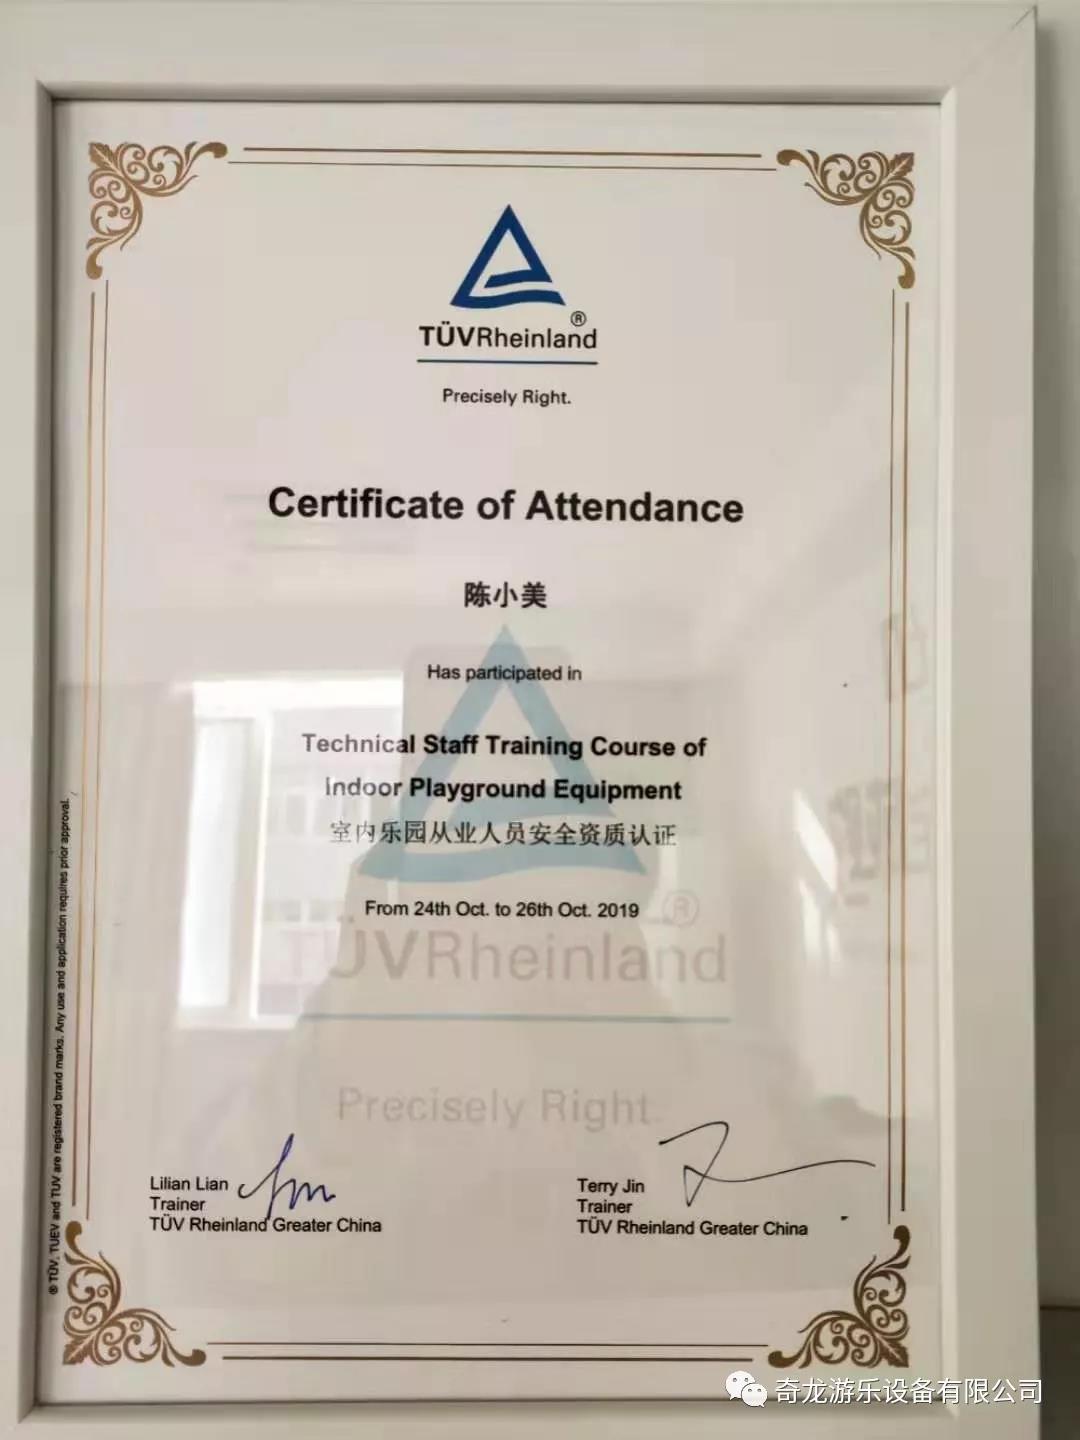 TÜVRheinland®
Precisely Right.
Certificate of Attendance
陈小美
Has participated in
Technical Staff Training Course of
Indoor Playground Equipment
室内乐园从业人员安全资质认证
From 24th Oct. to 26th Oct. 2019
TÜVRheinland®
Precisely Right.
Lilian Lian
Trainer
TÜV Rheinland Greater China
Terry Jin
Trainer
TÜV Rheinland Greater China
® TÜV, TUEV and TUV are registered brand marks. Any use and application requires prior approval.
奇龙游乐设备有限公司